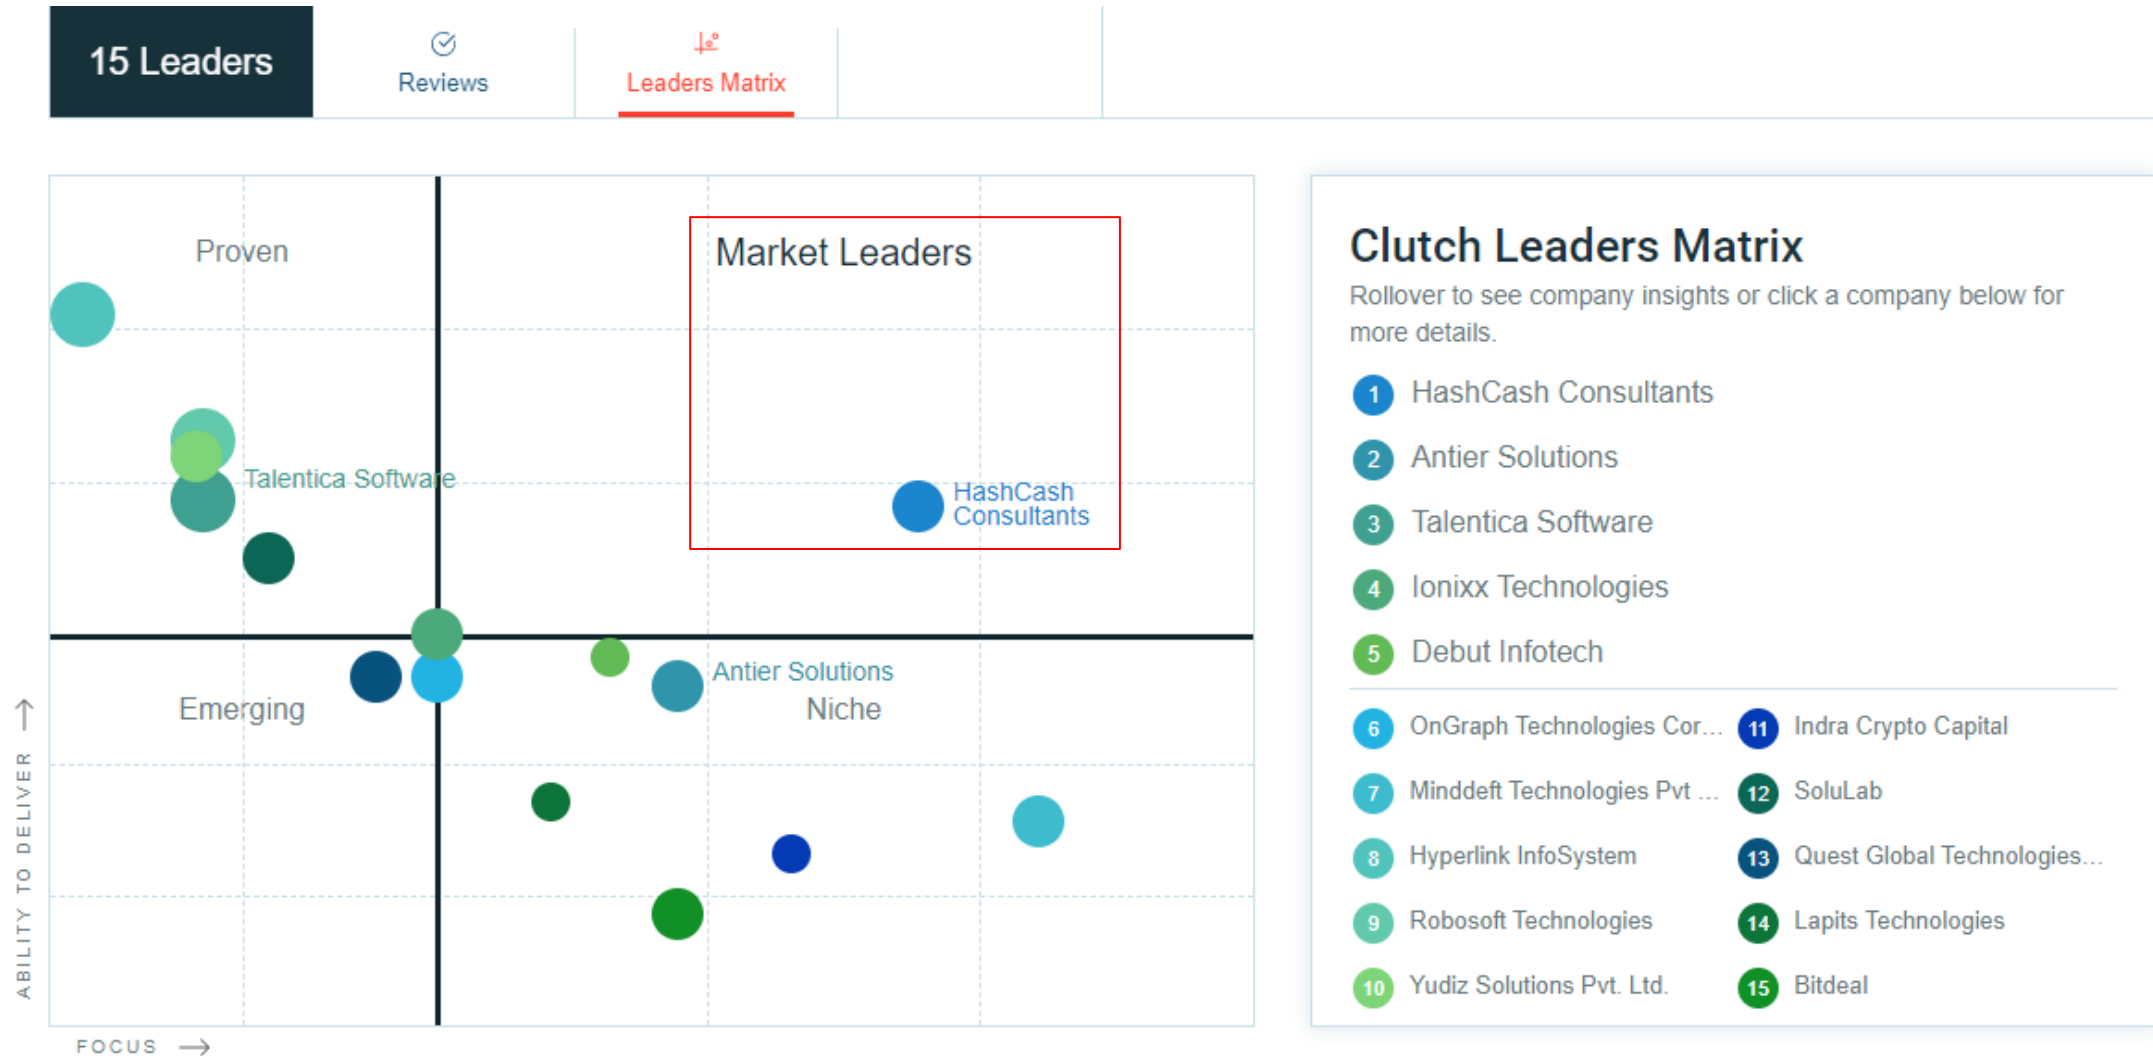 15 Leaders
Reviews
Leaders Matrix
Proven
Market Leaders
Talentica Software
HashCash
Consultants
Antier Solutions
Emerging
Niche
ABILITY TO DELIVER
FOCUS
Clutch Leaders Matrix
Rollover to see company insights or click a company below for
more details.
1 HashCash Consultants
2 Antier Solutions
3 Talentica Software
4 Ionixx Technologies
5 Debut Infotech
6 OnGraph Technologies Cor...
7 Minddeft Technologies Pvt ...
8 Hyperlink InfoSystem
9 Robosoft Technologies
10 Yudiz Solutions Pvt. Ltd.
11 Indra Crypto Capital
12 SoluLab
13 Quest Global Technologies...
14 Lapits Technologies
15 Bitdeal